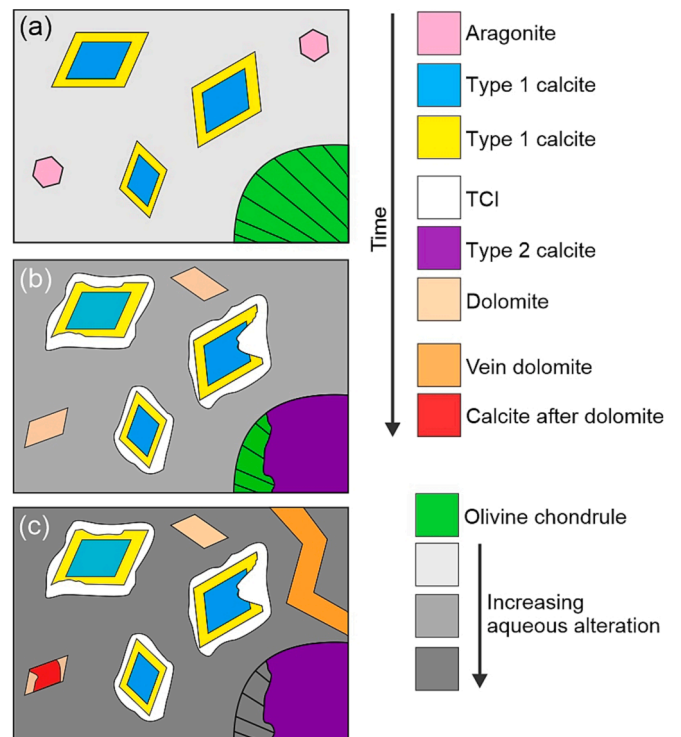 (a)
(b)
(c)
Aragonite
Type 1 calcite
Type 1 calcite
TCI
Type 2 calcite
Dolomite
Vein dolomite
Calcite after dolomite
Time
Olivine chondrule
Increasing
aqueous alteration